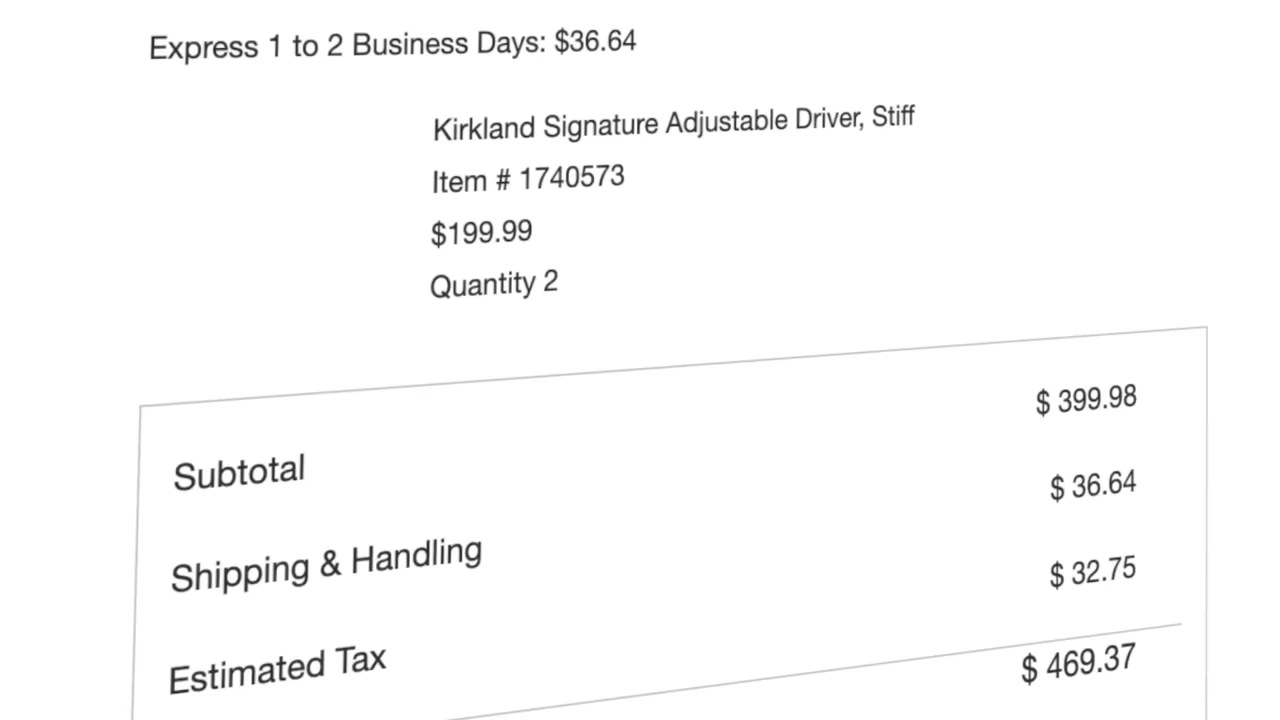 Express 1 to 2 Business Days: $36.64
Kirkland Signature Adjustable Driver, Stiff
Item # 1740573
$199.99
Quantity 2
Subtotal $ 399.98
Shipping & Handling $ 36.64
Estimated Tax $ 32.75
$ 469.37